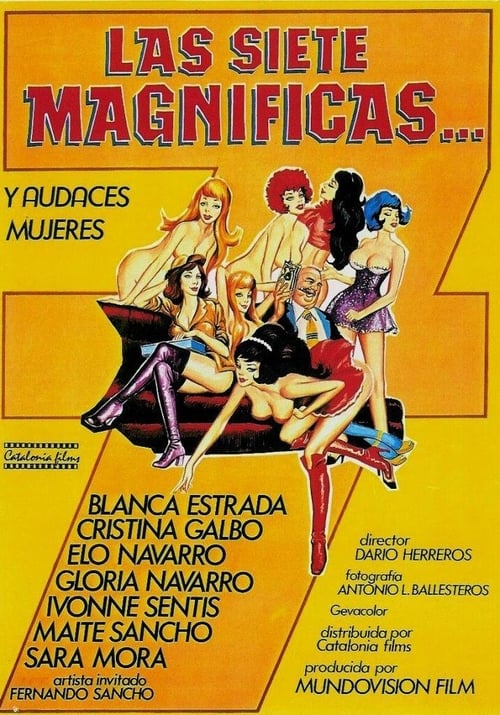 LAS SIETE
MAGNIFICAS...
Y AUDACES
MUJERES
Catalonia films
BLANCA ESTRADA
CRISTINA GALBO
ELO NAVARRO
GLORIA NAVARRO
IVONNE SENTIS
MAITE SANCHO
SARA MORA
artista invitado
FERNANDO SANCHO
director
DARIO HERREROS
fotografía
ANTONIO L. BALLESTEROS
Gevacolor
distribuida por
Catalonia films
producida por
MUNDOVISION FILM